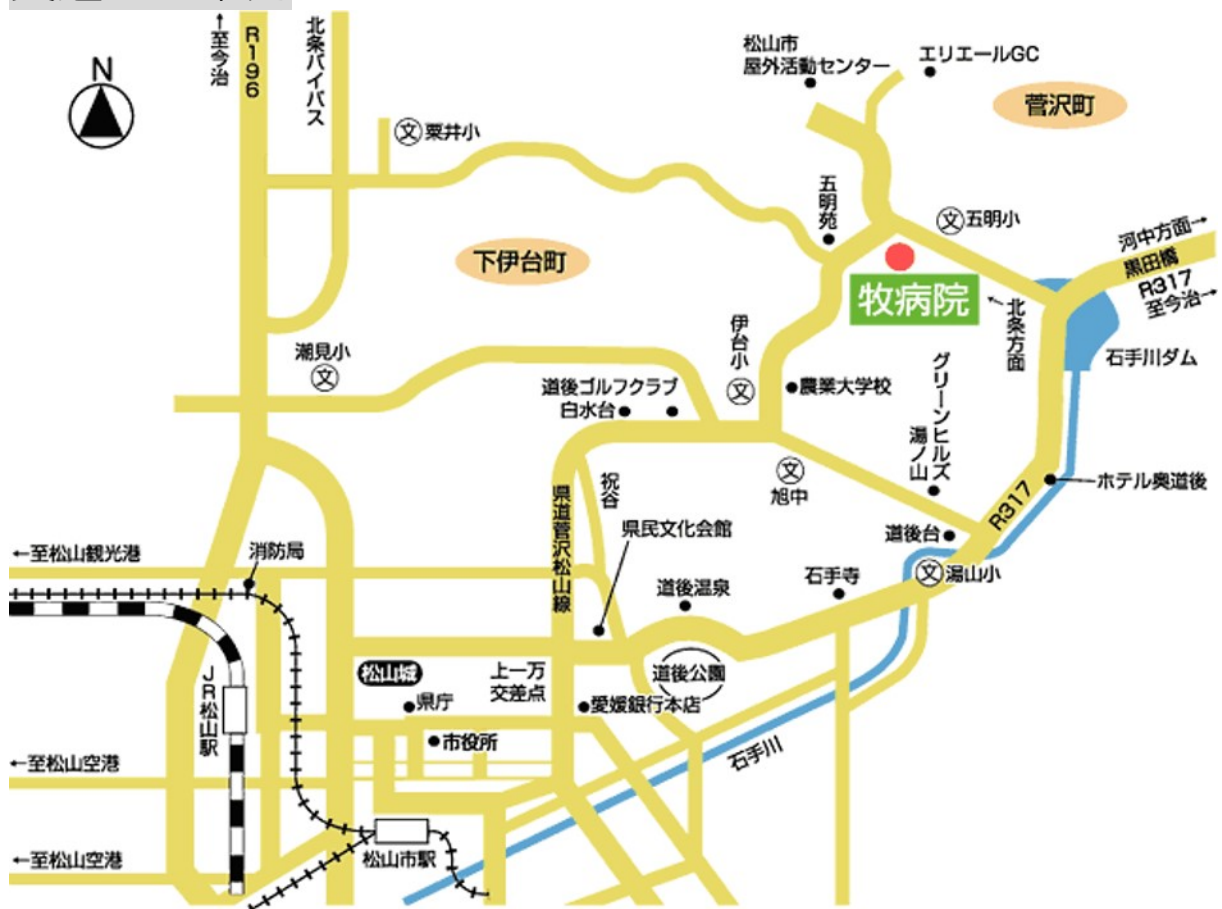 N
←至今治
R196
北条バイパス
文
粟井小
松山市
屋外活動センター
エリエールGC
菅沢町
五明苑
文
五明小
河中方面→
黒田橋
R317
至今治→
下伊台町
牧病院
←北条方面
石手川ダム
潮見小
文
伊台小
文
道後ゴルフクラブ
白水台
農業大学校
グリーンヒルズ
湯ノ山
文
旭中
祝谷
県道菅沢松山線
県民文化会館
R317
ホテル奥道後
道後台
文
湯山小
←至松山観光港
消防局
道後温泉
石手寺
松山城
上一万
交差点
道後公園
県庁
愛媛銀行本店
市役所
JR松山駅
石手川
←至松山空港
←至松山空港
松山市駅